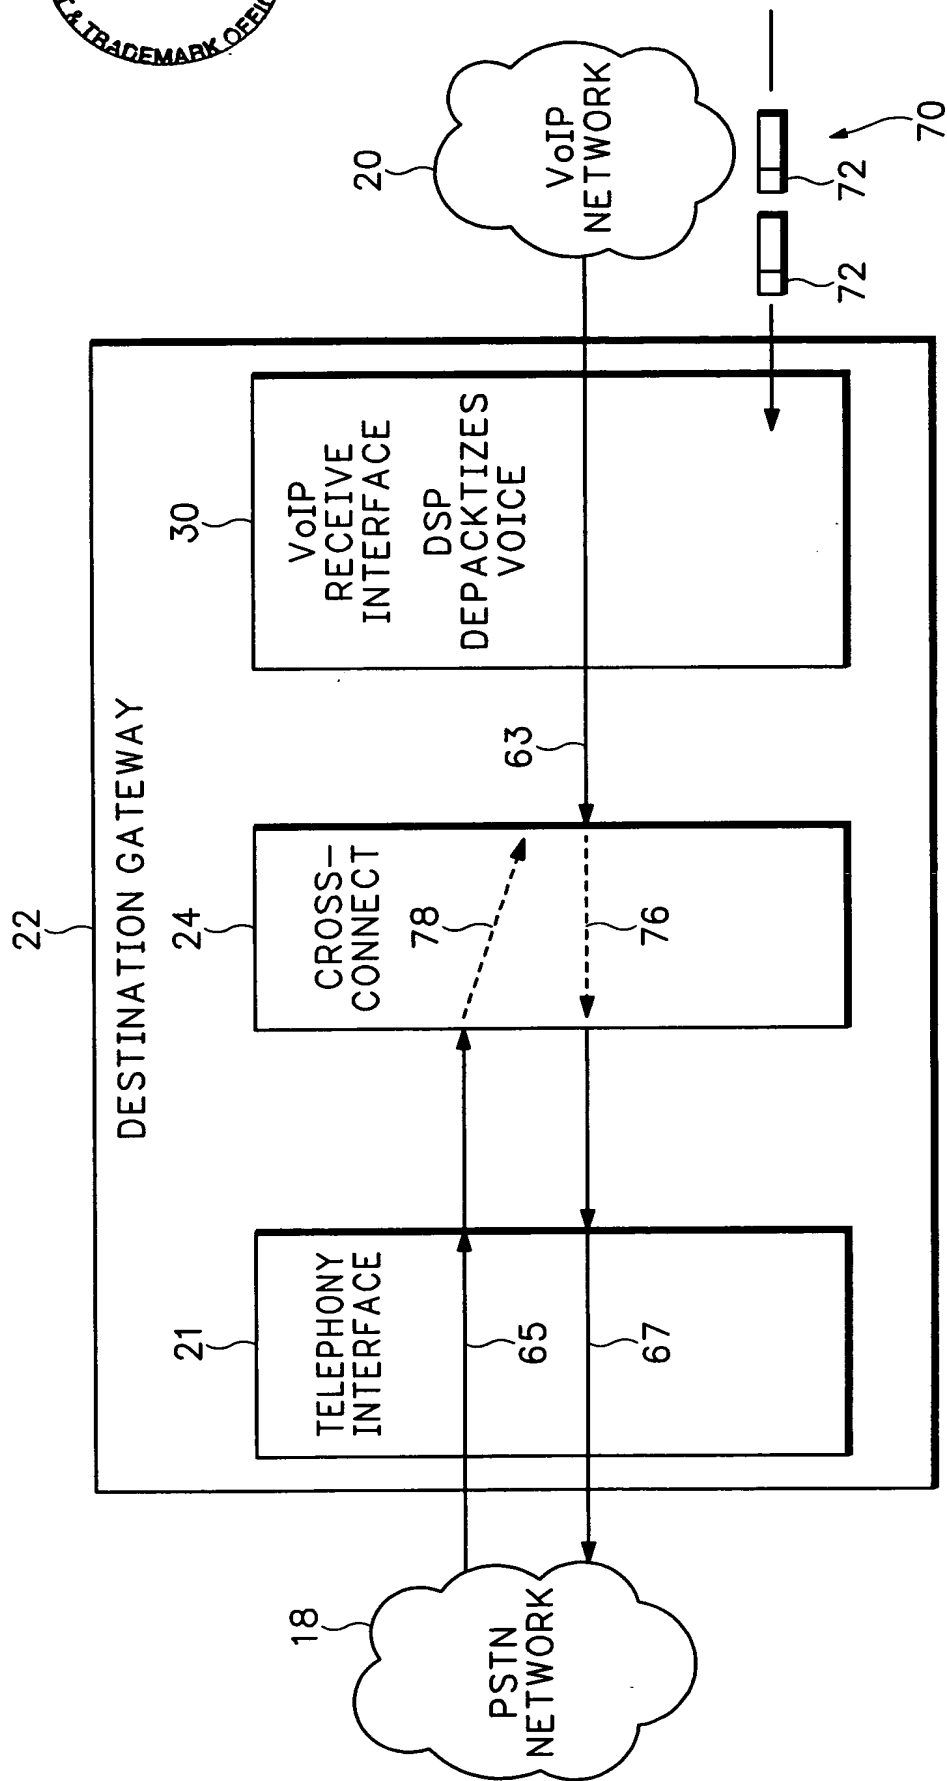 & TRADEMARK OFFIC
22
DESTINATION GATEWAY
21
TELEPHONY
INTERFACE
24
CROSS-
CONNECT
30
VoIP
RECEIVE
INTERFACE
DSP
DEPACKTIZES
VOICE
18
PSTN
NETWORK
20
VoIP
NETWORK
65
67
78
76
63
72
72
70